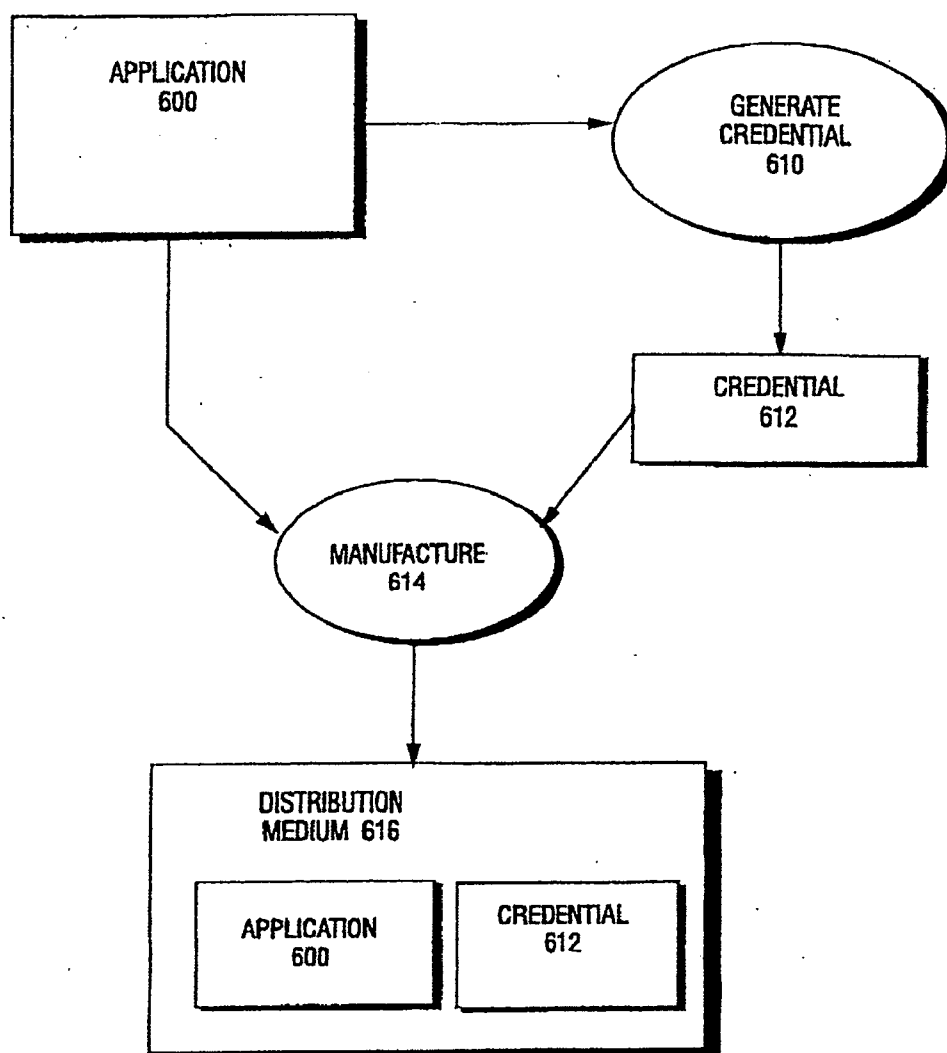 APPLICATION
600
GENERATE
CREDENTIAL
610
CREDENTIAL
612
MANUFACTURE
614
DISTRIBUTION
MEDIUM 616
APPLICATION
600
CREDENTIAL
612